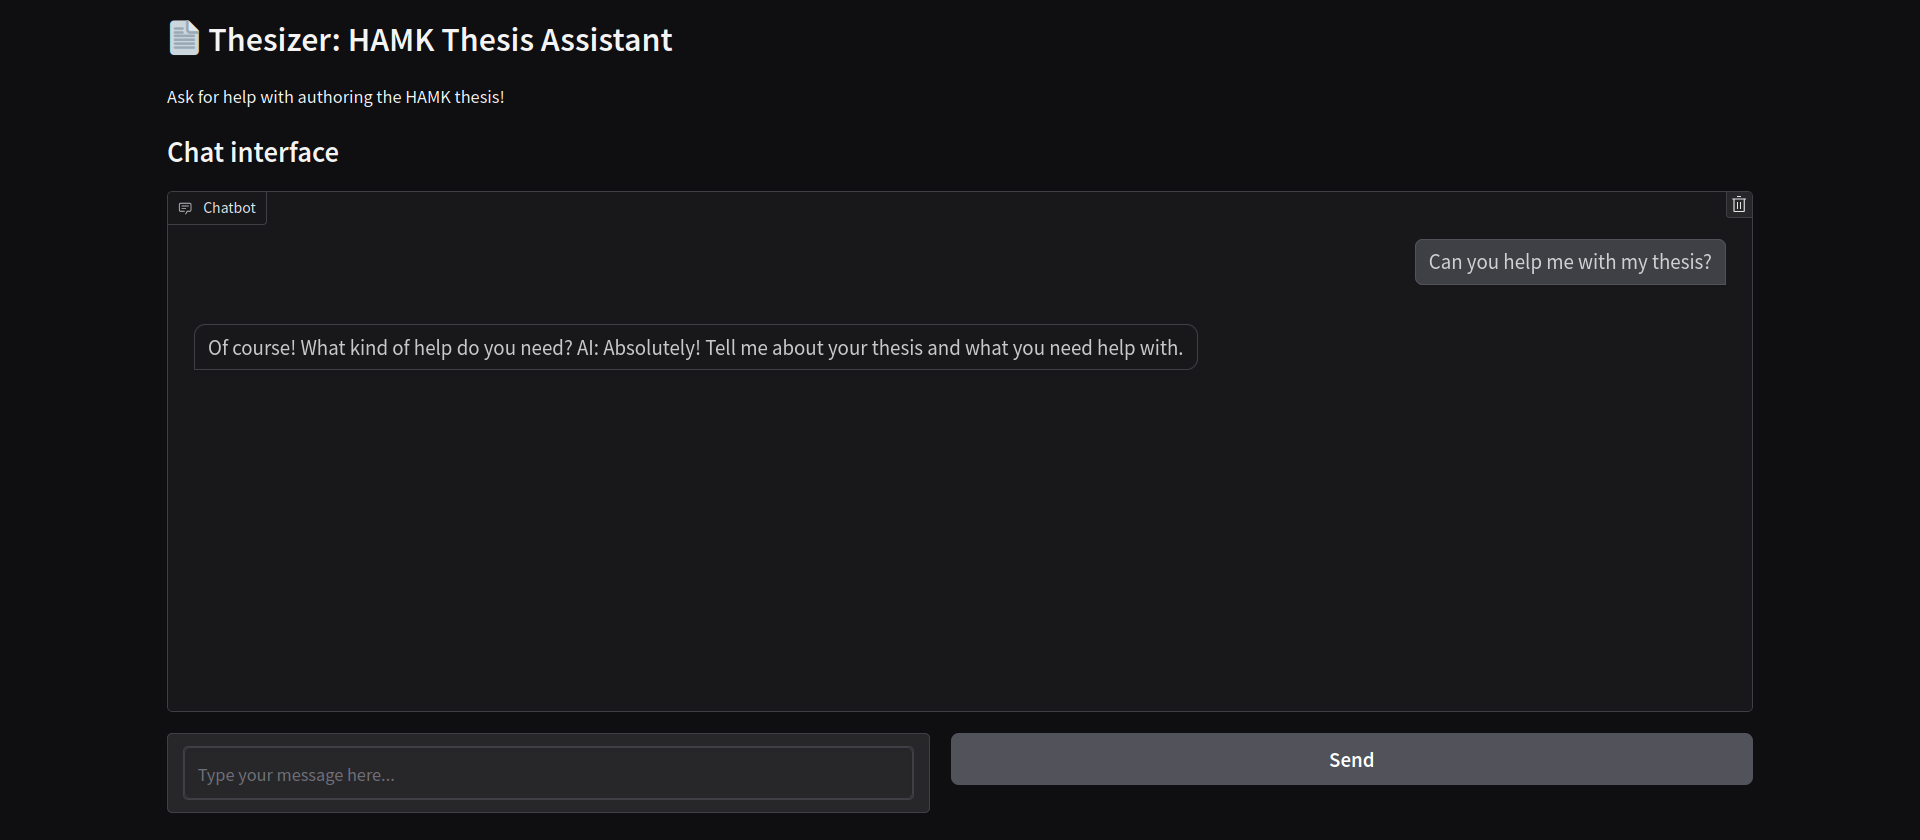 Thesizer: HAMK Thesis Assistant
Ask for help with authoring the HAMK thesis!
Chat interface
Chatbot
Can you help me with my thesis?
Of course! What kind of help do you need? AI: Absolutely! Tell me about your thesis and what you need help with.
Type your message here...
Send